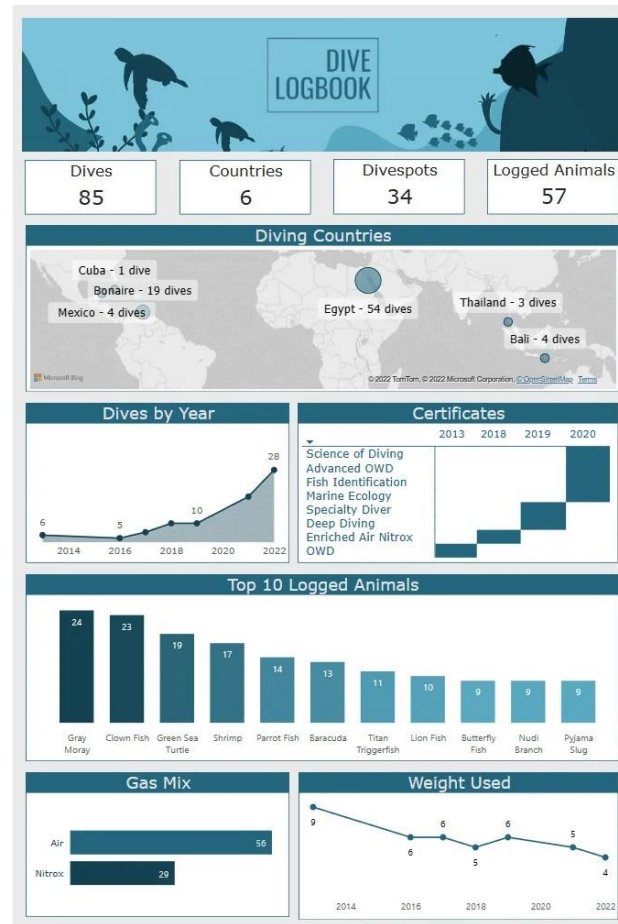 DIVE
LOGBOOK
Dives
85
Countries
6
Divespots
34
Logged Animals
57
Diving Countries
Cuba - 1 dive
Bonaire - 19 dives
Mexico - 4 dives
Egypt - 54 dives
Thailand - 3 dives
Bali - 4 dives
Microsoft Bing
© 2022 TomTom, © 2022 Microsoft Corporation, © OpenStreetMap Terms
Dives by Year
28
10
6
5
2014 2016 2018 2020 2022
Certificates
2013 2018 2019 2020
Science of Diving
Advanced OWD
Fish Identification
Marine Ecology
Specialty Diver
Deep Diving
Enriched Air Nitrox
OWD
Top 10 Logged Animals
24 23 19 17 14 13 11 10 9 9 9
Gray Moray
Clown Fish
Green Sea Turtle
Shrimp
Parrot Fish
Baracuda
Titan Triggerfish
Lion Fish
Butterfly Fish
Nudi Branch
Pyjama Slug
Gas Mix
Air 56
Nitrox 29
Weight Used
9 6 6 5 6 5 4
2014 2016 2018 2020 2022